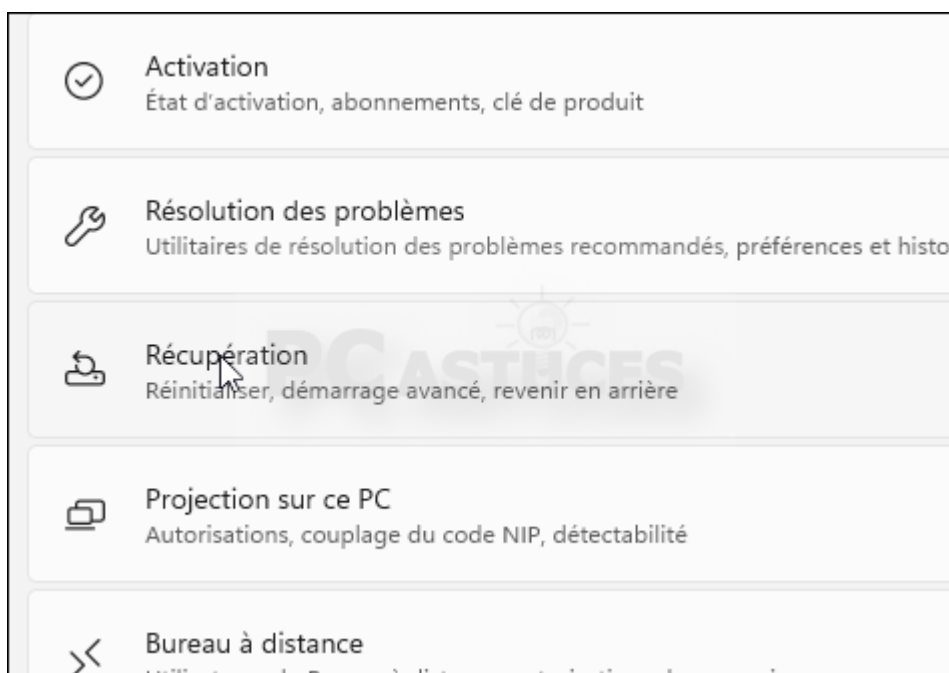 Activation
État d'activation, abonnements, clé de produit
Résolution des problèmes
Utilitaires de résolution des problèmes recommandés, préférences et histo
PC ASTUCES
Récupération
Réinitialiser, démarrage avancé, revenir en arrière
Projection sur ce PC
Autorisations, couplage du code NIP, détectabilité
Bureau à distance